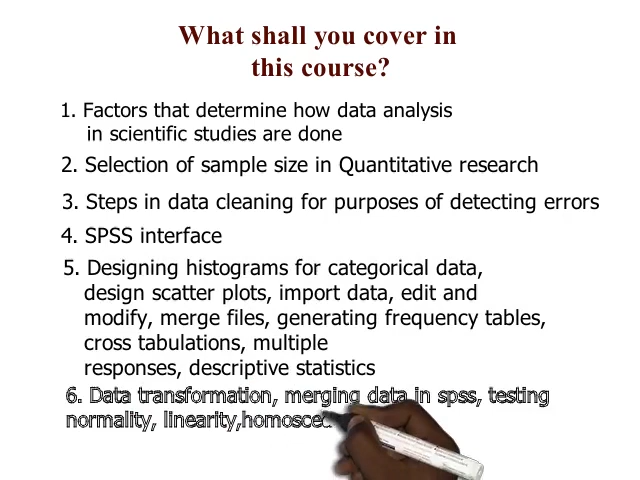 What shall you cover in
this course?
1. Factors that determine how data analysis
in scientific studies are done
2. Selection of sample size in Quantitative research
3. Steps in data cleaning for purposes of detecting errors
4. SPSS interface
5. Designing histograms for categorical data,
design scatter plots, import data, edit and
modify, merge files, generating frequency tables,
cross tabulations, multiple
responses, descriptive statistics
6. Data transformation, merging data in spss, testing
normality, linearity,homosced